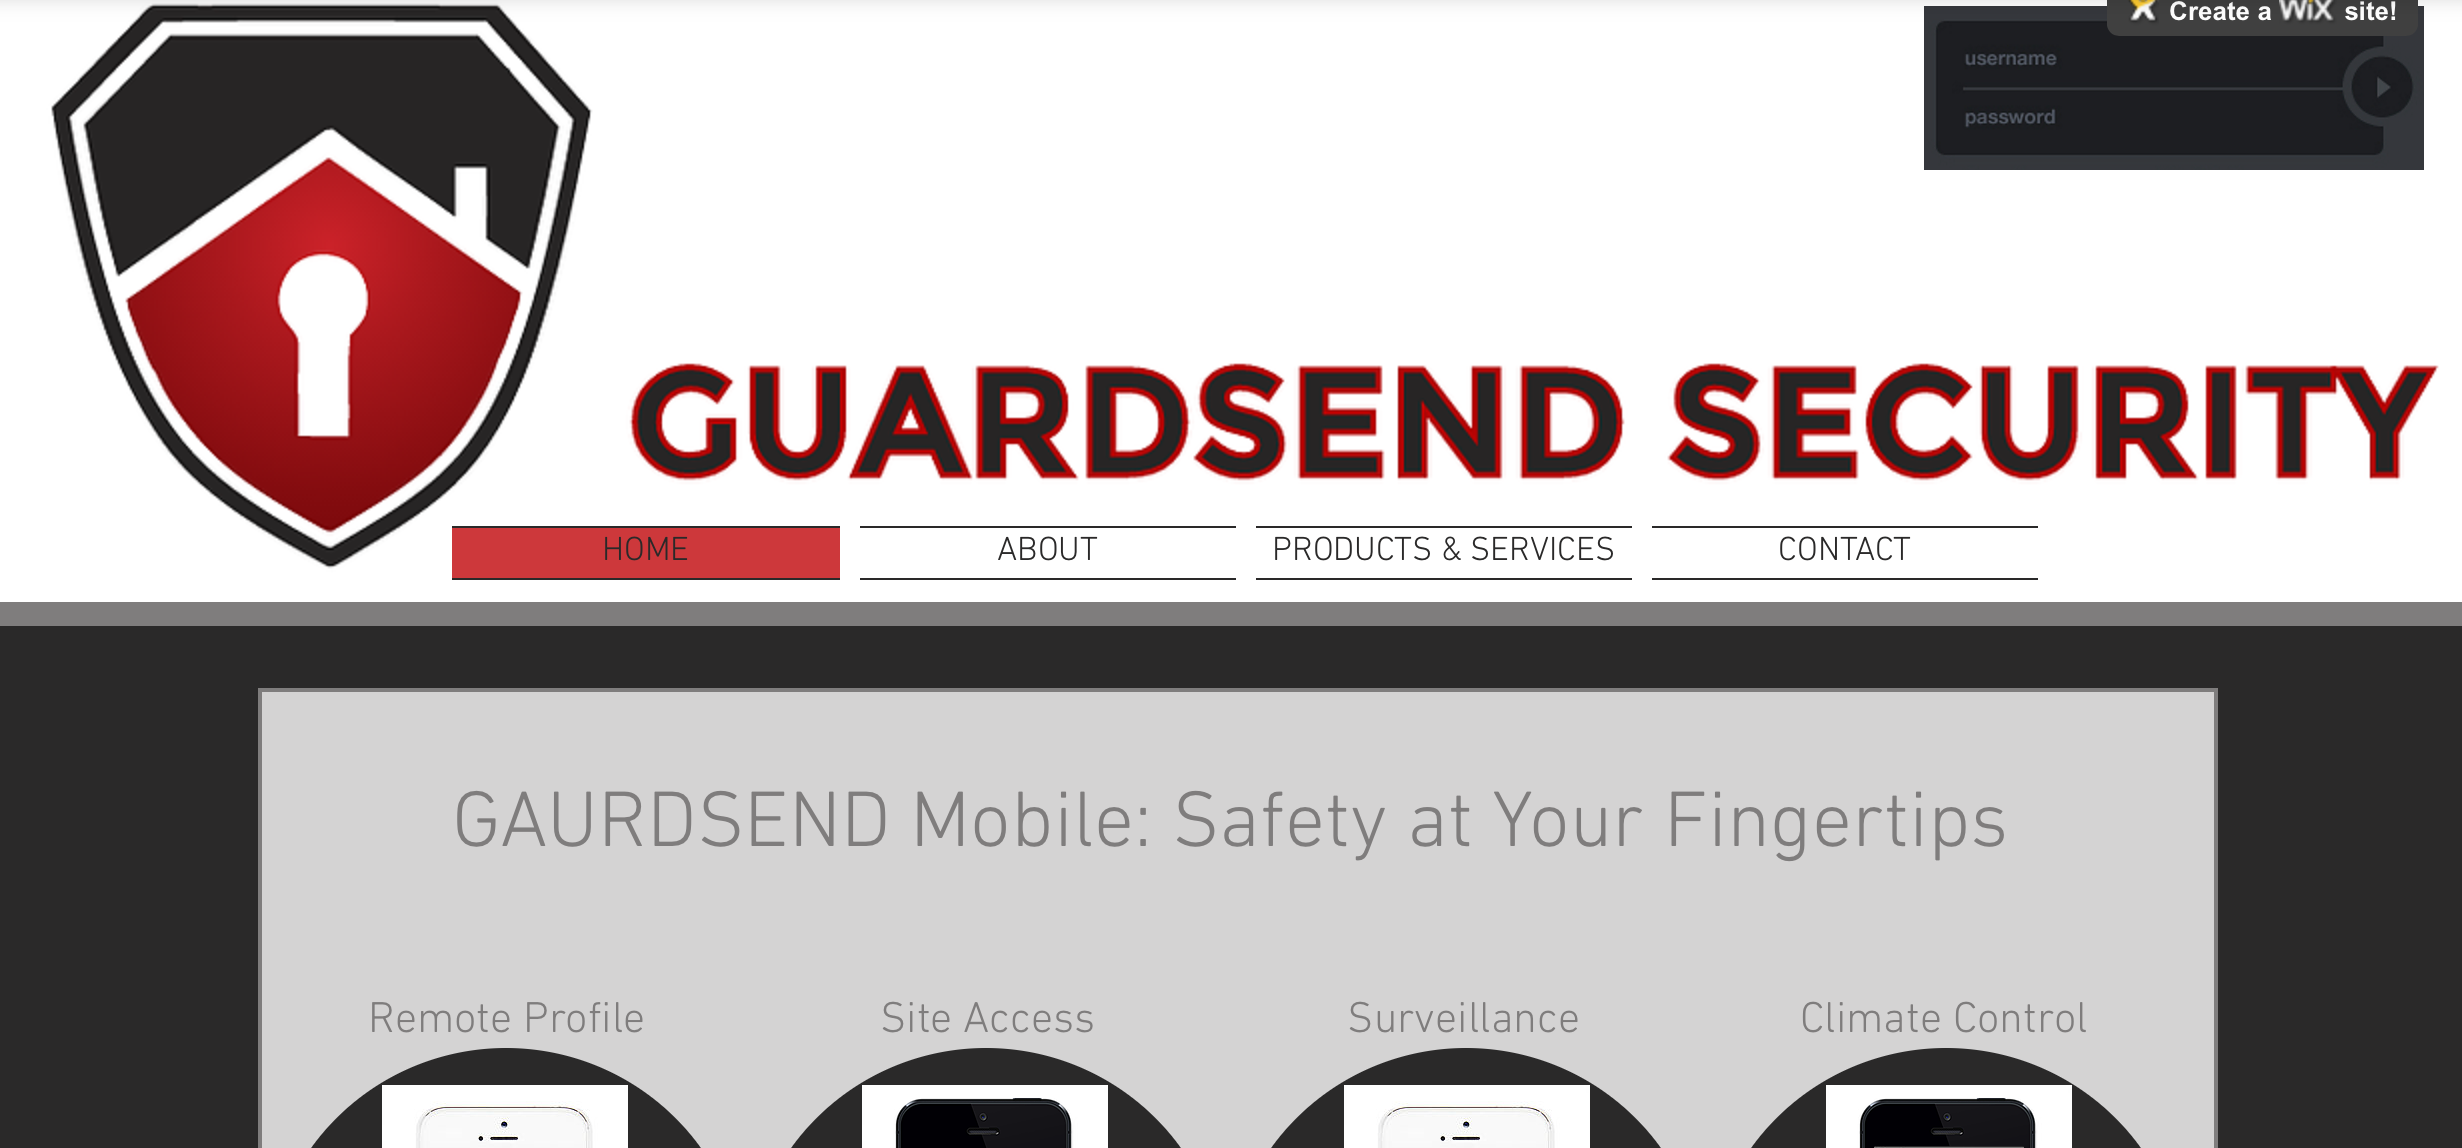 Create a WiX site!
username
password
GUARDSEND SECURITY
HOME
ABOUT
PRODUCTS & SERVICES
CONTACT
GAURDSEND Mobile: Safety at Your Fingertips
Remote Profile
Site Access
Surveillance
Climate Control